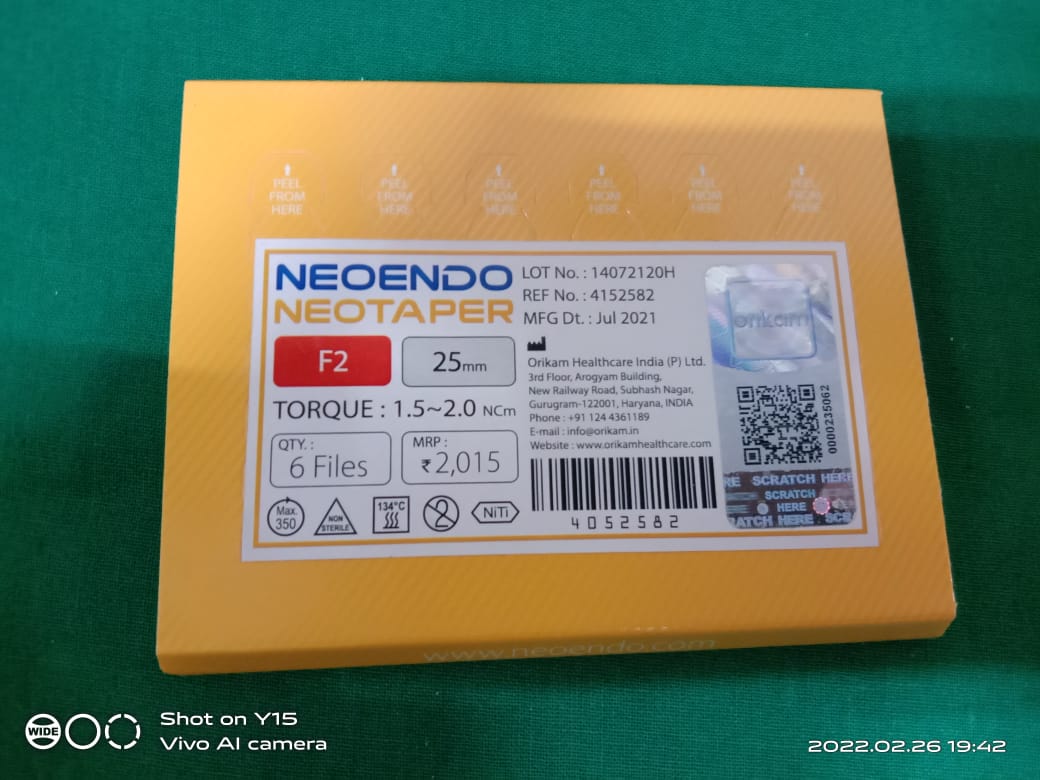 ↑
PEEL
FROM
HERE
↑
PEEL
FROM
HERE
↑
PEEL
FROM
HERE
↑
PEEL
FROM
HERE
↑
PEEL
FROM
HERE
↑
PEEL
FROM
HERE
NEOENDO
NEOTAPER
F2
25mm
TORQUE : 1.5~2.0 NCm
QTY. :
6 Files
MRP :
₹2,015
Max.
350
NON
STERILE
134°C
2
NiTi
LOT No. : 14072120H
REF No. : 4152582
MFG Dt. : Jul 2021
Orikam Healthcare India (P) Ltd.
3rd Floor, Arogyam Building,
New Railway Road, Subhash Nagar,
Gurugram-122001, Haryana, INDIA
Phone : +91 124 4361189
E-mail : info@orikam.in
Website : www.orikamhealthcare.com
4052582
orikam
0000235062
RE SCRATCH HERE
SCRATCH
HERE
ATCH HERE SCR
www.neoendo.com
WIDE
Shot on Y15
Vivo AI camera
2022.02.26 19:42